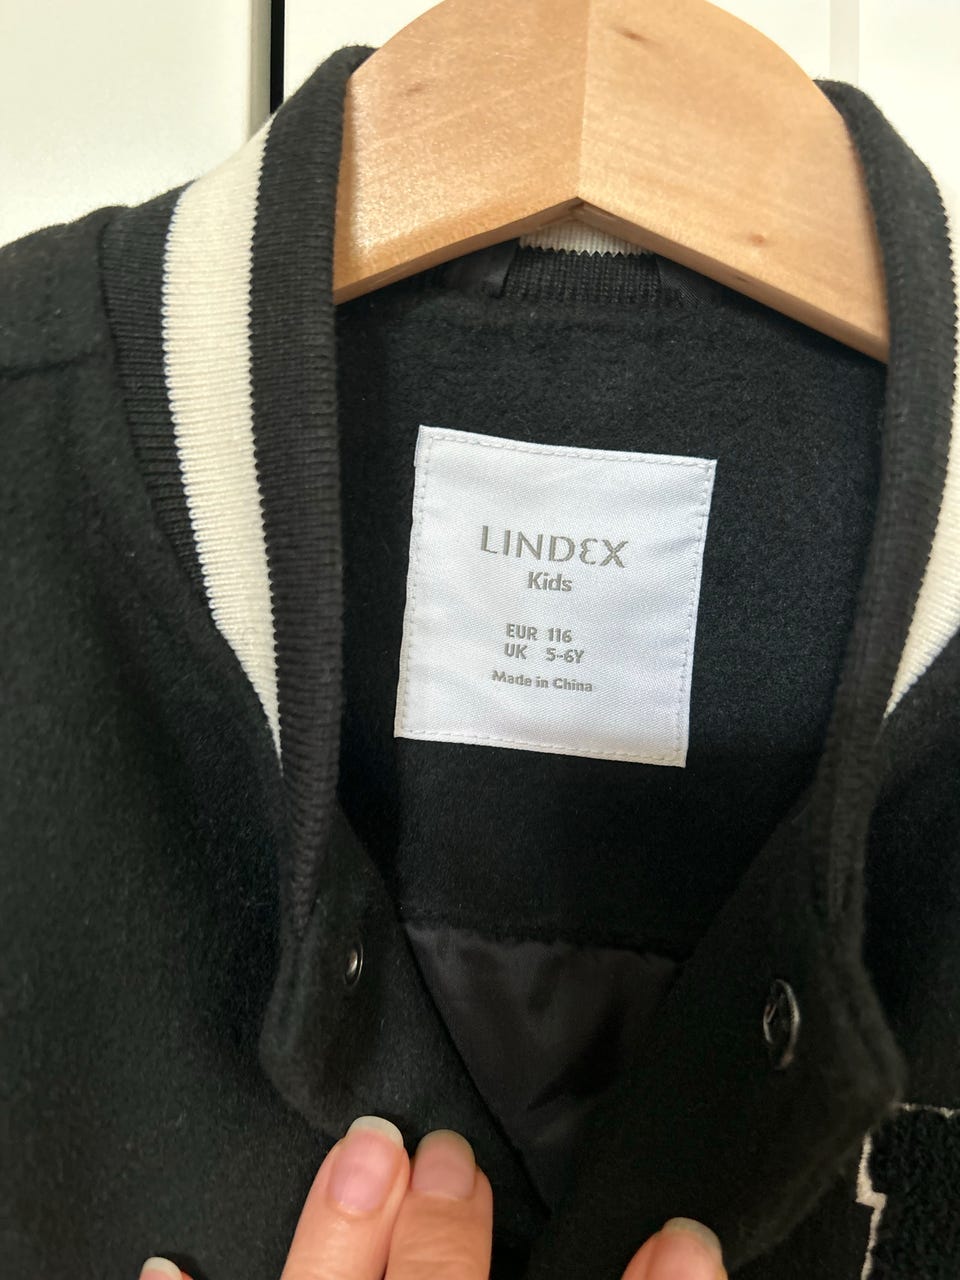 LINDEX
Kids
EUR 116
UK 5-6Y
Made in China